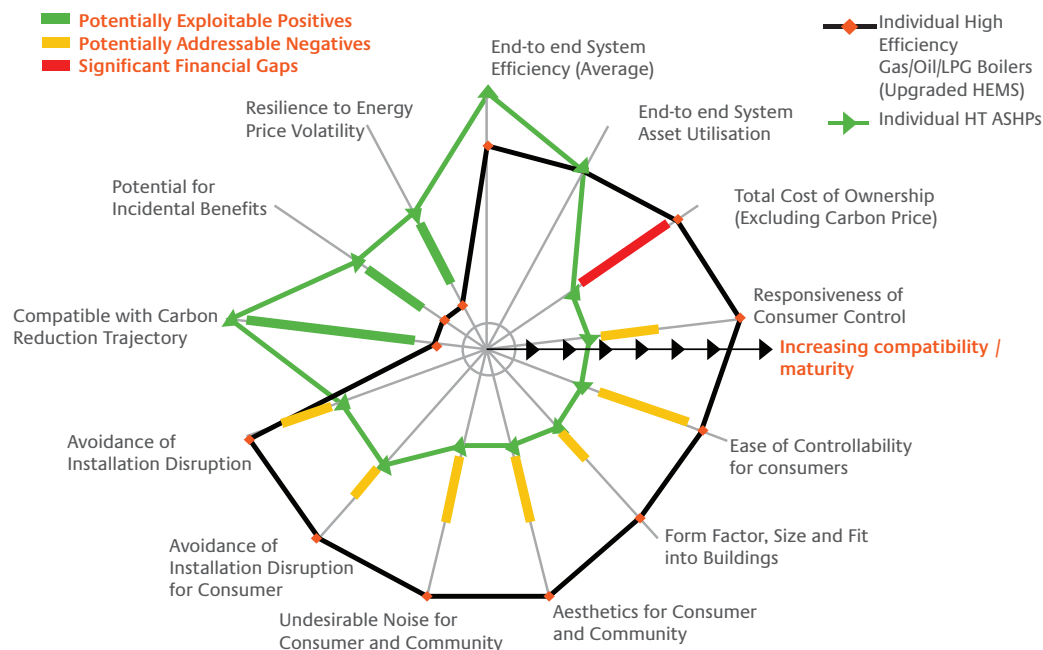 Potentially Exploitable Positives
Potentially Addressable Negatives
Significant Financial Gaps
Individual High
Efficiency
Gas/Oil/LPG Boilers
(Upgraded HEMS)
Individual HT ASHPs
End-to end System
Efficiency (Average)
End-to end System
Asset Utilisation
Total Cost of Ownership
(Excluding Carbon Price)
Responsiveness of
Consumer Control
Increasing compatibility /
maturity
Ease of Controllability
for consumers
Form Factor, Size and Fit
into Buildings
Aesthetics for Consumer
and Community
Undesirable Noise for
Consumer and Community
Avoidance of
Installation Disruption
for Consumer
Avoidance of
Installation Disruption
Compatible with Carbon
Reduction Trajectory
Potential for
Incidental Benefits
Resilience to Energy
Price Volatility